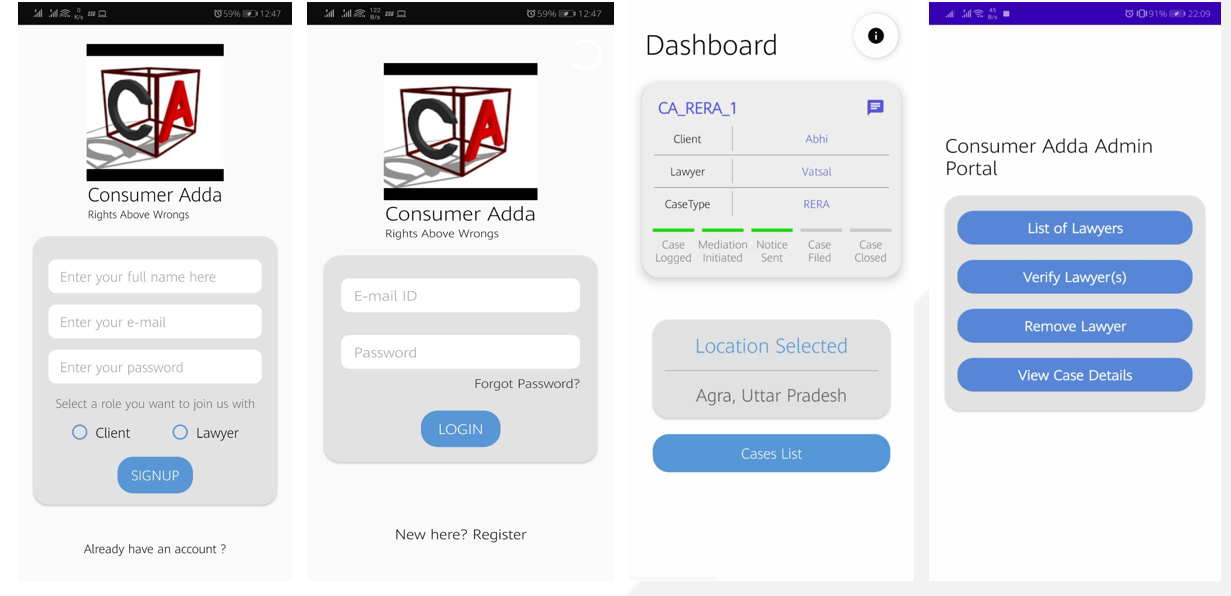 0
K/s
59%
12:47
CA
Consumer Adda
Rights Above Wrongs
Enter your full name here
Enter your e-mail
Enter your password
Select a role you want to join us with
Client
Lawyer
SIGNUP
Already have an account ?
122
B/s
59%
12:47
CA
Consumer Adda
Rights Above Wrongs
E-mail ID
Password
Forgot Password?
LOGIN
New here? Register
Dashboard
CA_RERA_1
Client Abhi
Lawyer Vatsal
CaseType RERA
Case Mediation Notice Case Case
Logged Initiated Sent Filed Closed
Location Selected
Agra, Uttar Pradesh
Cases List
45
B/s
91%
22:09
Consumer Adda Admin
Portal
List of Lawyers
Verify Lawyer(s)
Remove Lawyer
View Case Details